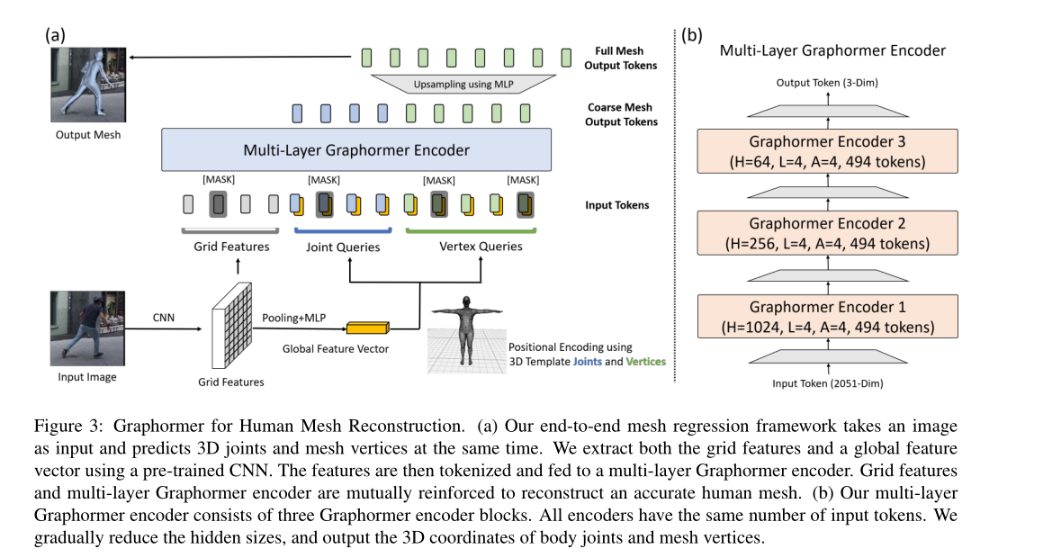 (a)
Full Mesh
Output Tokens
Upsampling using MLP
Coarse Mesh
Output Tokens
Output Mesh
Multi-Layer Graphormer Encoder
[MASK] [MASK] [MASK] [MASK]
Input Tokens
Grid Features Joint Queries Vertex Queries
CNN
Pooling+MLP
Global Feature Vector
Positional Encoding using
3D Template Joints and Vertices
Input Image
Grid Features
(b)
Multi-Layer Graphormer Encoder
Output Token (3-Dim)
Graphormer Encoder 3
(H=64, L=4, A=4, 494 tokens)
Graphormer Encoder 2
(H=256, L=4, A=4, 494 tokens)
Graphormer Encoder 1
(H=1024, L=4, A=4, 494 tokens)
Input Token (2051-Dim)
Figure 3: Graphormer for Human Mesh Reconstruction. (a) Our end-to-end mesh regression framework takes an image
as input and predicts 3D joints and mesh vertices at the same time. We extract both the grid features and a global feature
vector using a pre-trained CNN. The features are then tokenized and fed to a multi-layer Graphormer encoder. Grid features
and multi-layer Graphormer encoder are mutually reinforced to reconstruct an accurate human mesh. (b) Our multi-layer
Graphormer encoder consists of three Graphormer encoder blocks. All encoders have the same number of input tokens. We
gradually reduce the hidden sizes, and output the 3D coordinates of body joints and mesh vertices.